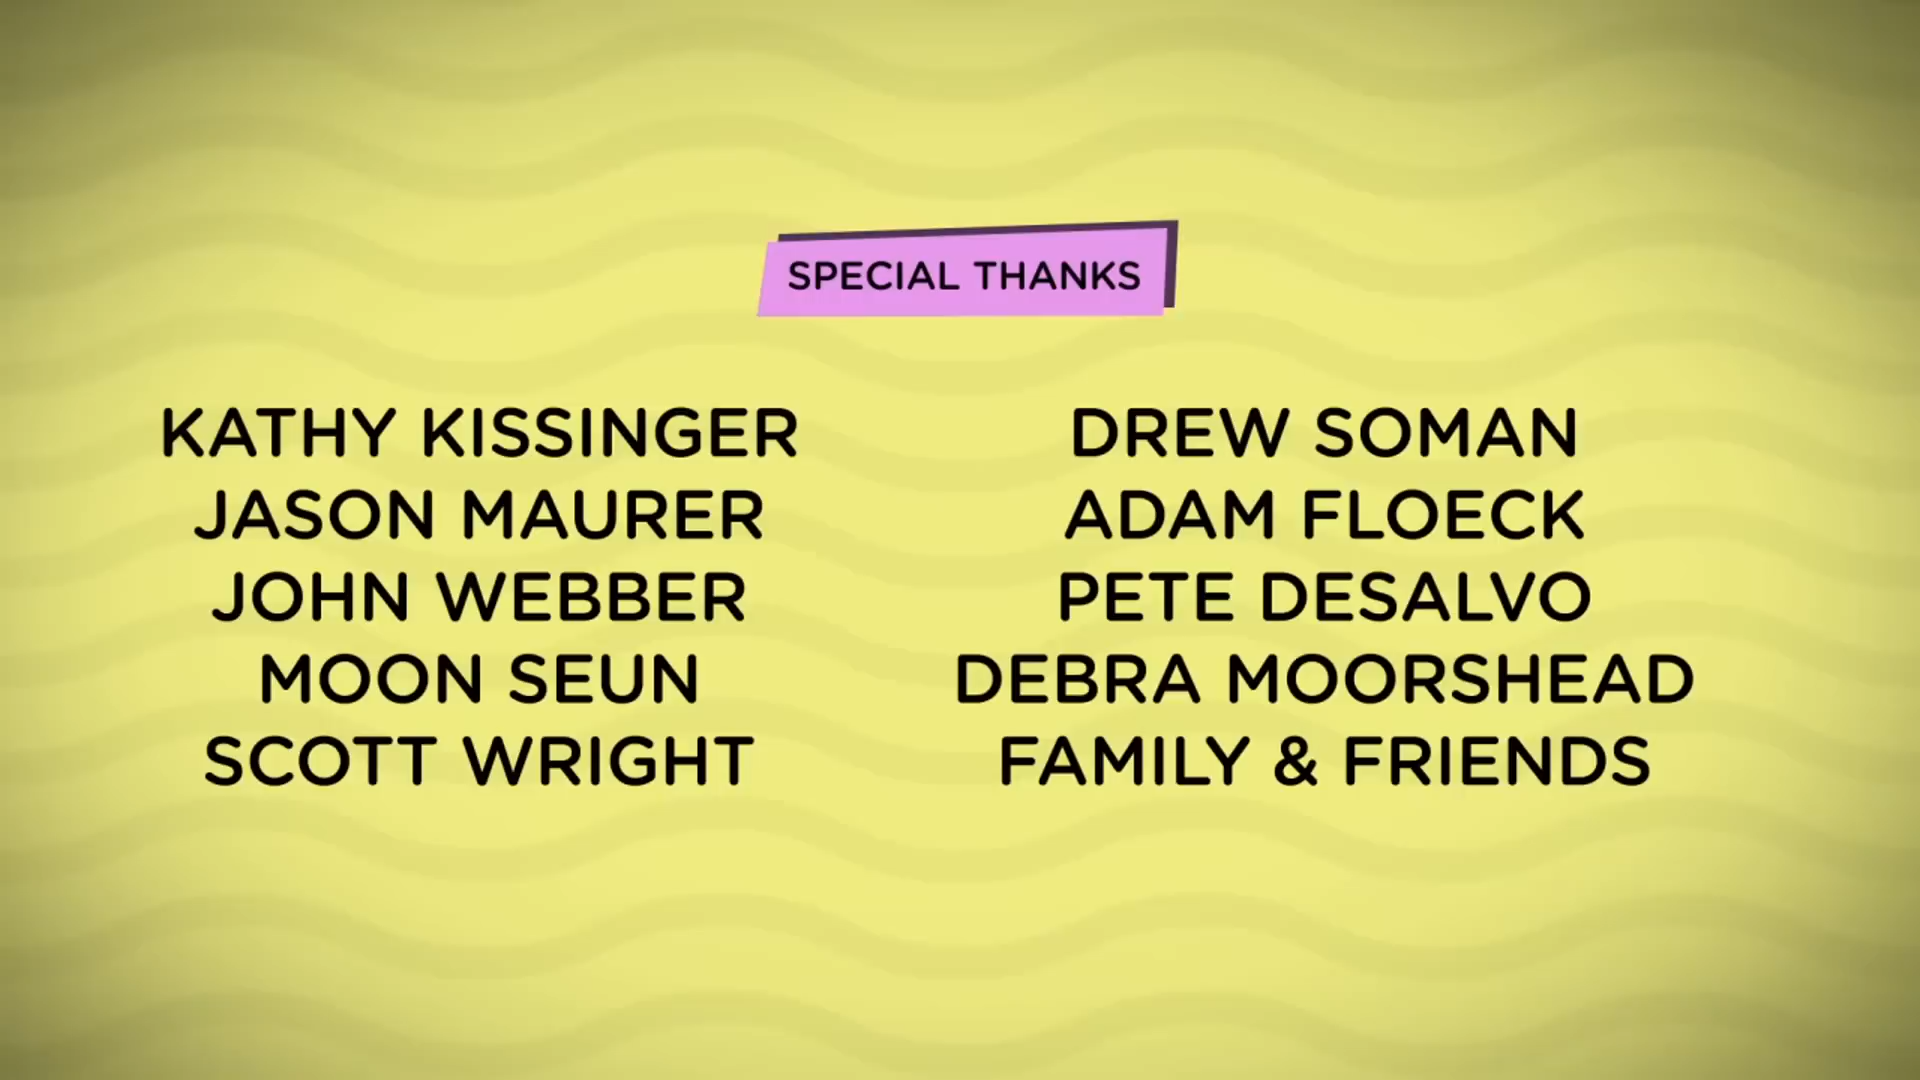 SPECIAL THANKS
KATHY KISSINGER
JASON MAURER
JOHN WEBBER
MOON SEUN
SCOTT WRIGHT
DREW SOMAN
ADAM FLOECK
PETE DESALVO
DEBRA MOORSHEAD
FAMILY & FRIENDS